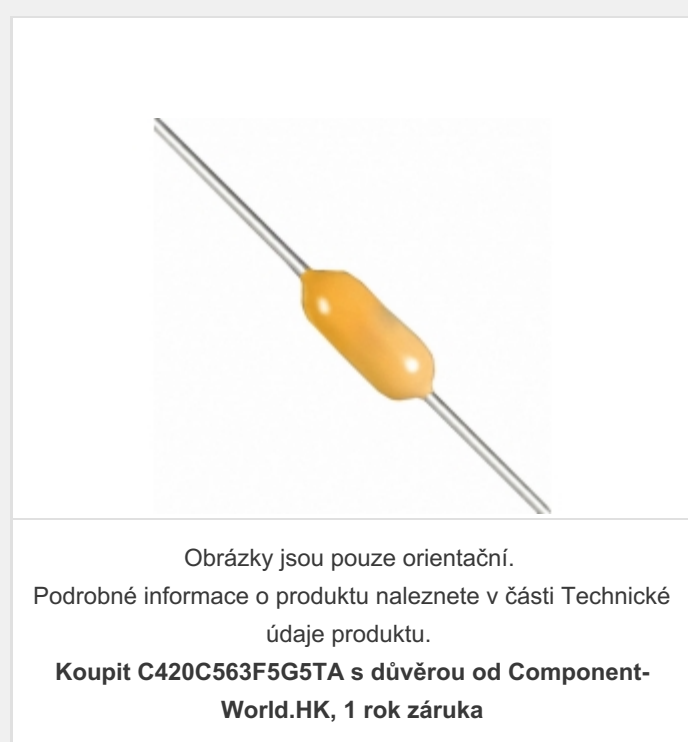 Obrázky jsou pouze orientační.
Podrobné informace o produktu naleznete v části Technické
údaje produktu.
Koupit C420C563F5G5TA s důvěrou od Component-
World.HK, 1 rok záruka